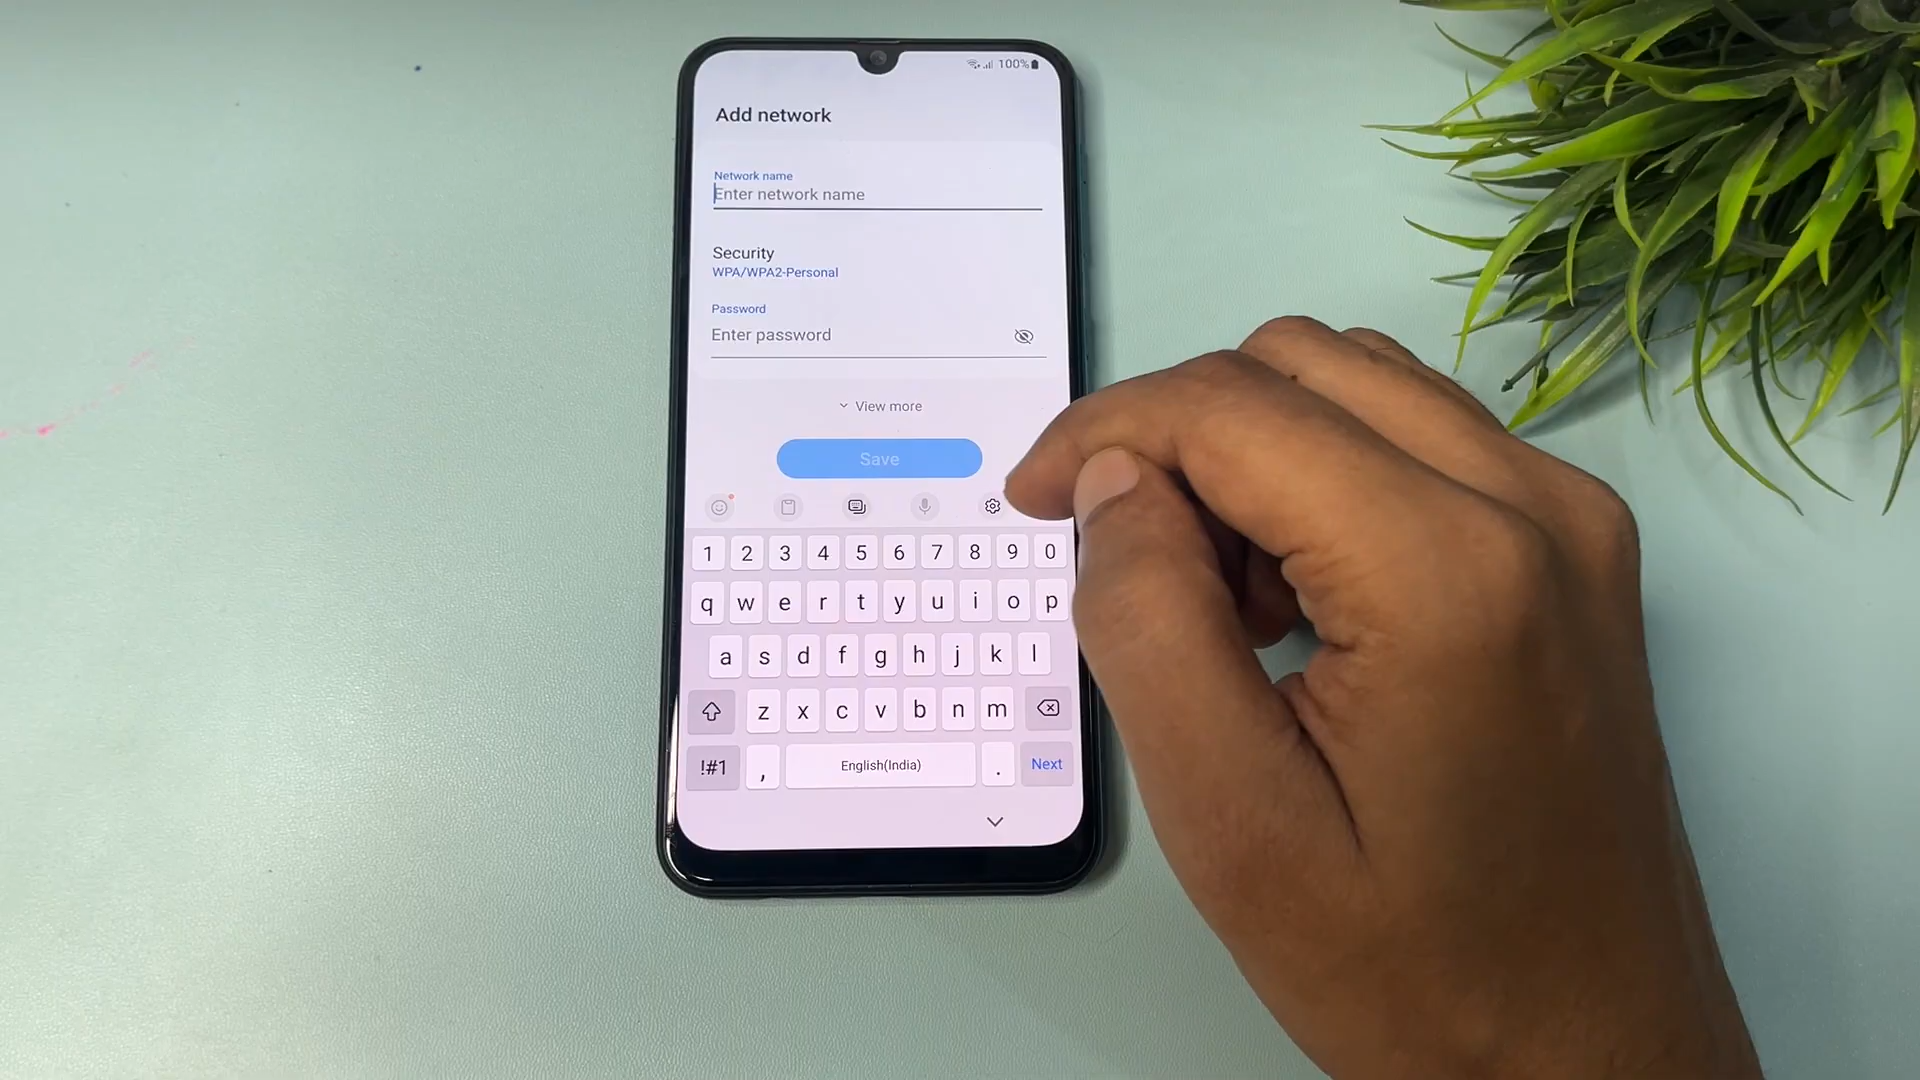 100%
Add network
Network name
Enter network name
Security
WPA/WPA2-Personal
Password
Enter password
View more
Save
1 2 3 4 5 6 7 8 9 0
q w e r t y u i o p
a s d f g h j k l
z x c v b n m
!#1 , English(India) . Next